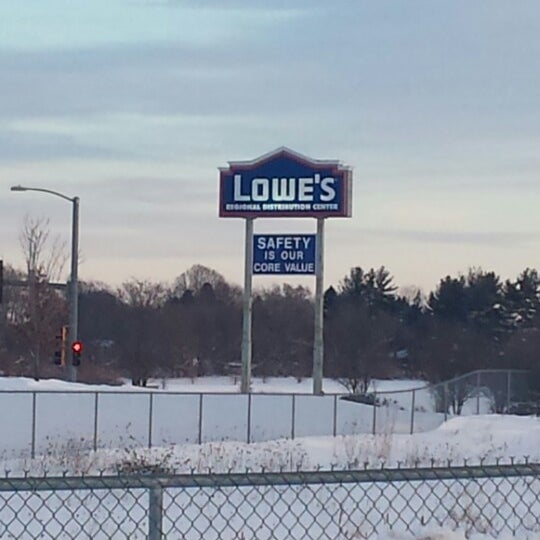 LOWE'S
REGIONAL DISTRIBUTION CENTER
SAFETY
IS OUR
CORE VALUE